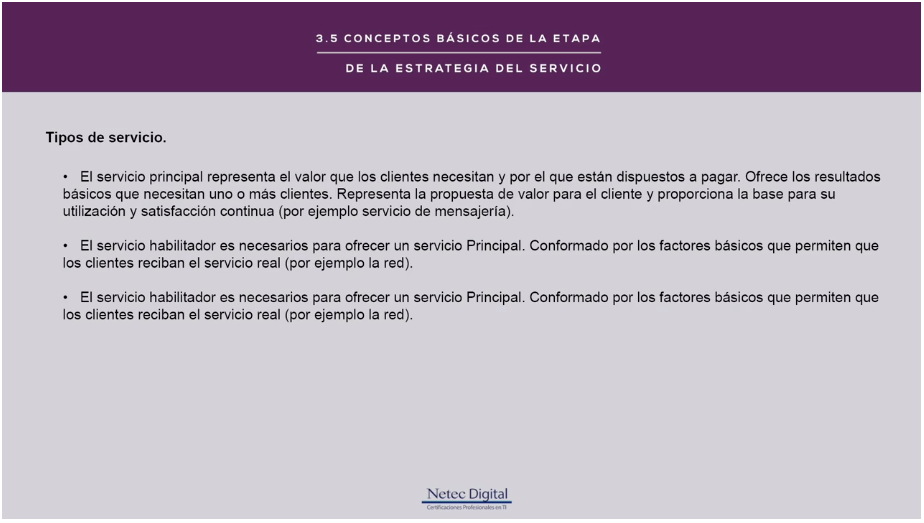 3.5 CONCEPTOS BÁSICOS DE LA ETAPA
DE LA ESTRATEGIA DEL SERVICIO
Tipos de servicio.
• El servicio principal representa el valor que los clientes necesitan y por el que están dispuestos a pagar. Ofrece los resultados
básicos que necesitan uno o más clientes. Representa la propuesta de valor para el cliente y proporciona la base para su
utilización y satisfacción continua (por ejemplo servicio de mensajería).
• El servicio habilitador es necesarios para ofrecer un servicio Principal. Conformado por los factores básicos que permiten que
los clientes reciban el servicio real (por ejemplo la red).
• El servicio habilitador es necesarios para ofrecer un servicio Principal. Conformado por los factores básicos que permiten que
los clientes reciban el servicio real (por ejemplo la red).
Netec Digital
Certificaciones Profesionales en TI